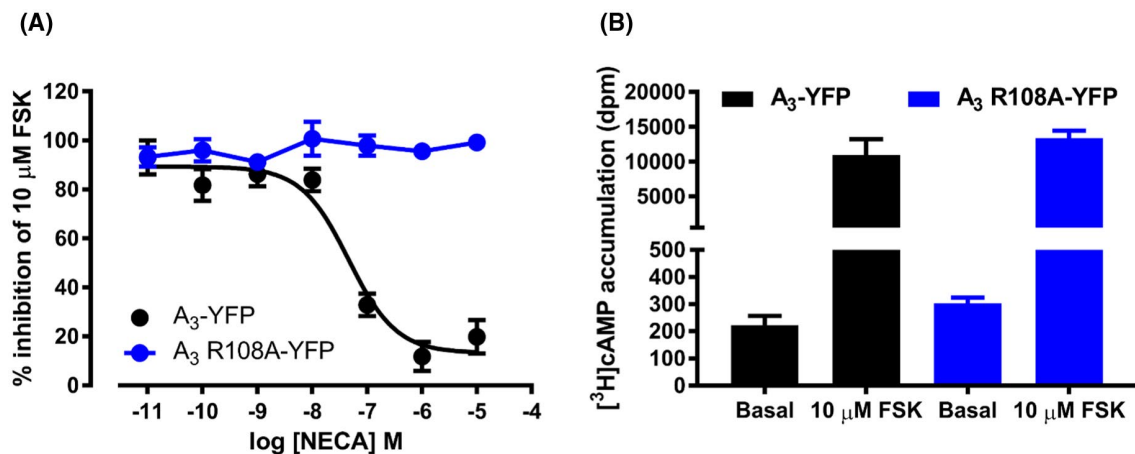 (A)
% inhibition of 10 μM FSK
120
100
80
60
40
20
0
A₃-YFP
A₃ R108A-YFP
-11 -10 -9 -8 -7 -6 -5 -4
log [NECA] M
(B)
[³H]cAMP accumulation (dpm)
A₃-YFP A₃ R108A-YFP
20000
15000
10000
5000
500
400
300
200
100
0
Basal 10 μM FSK Basal 10 μM FSK